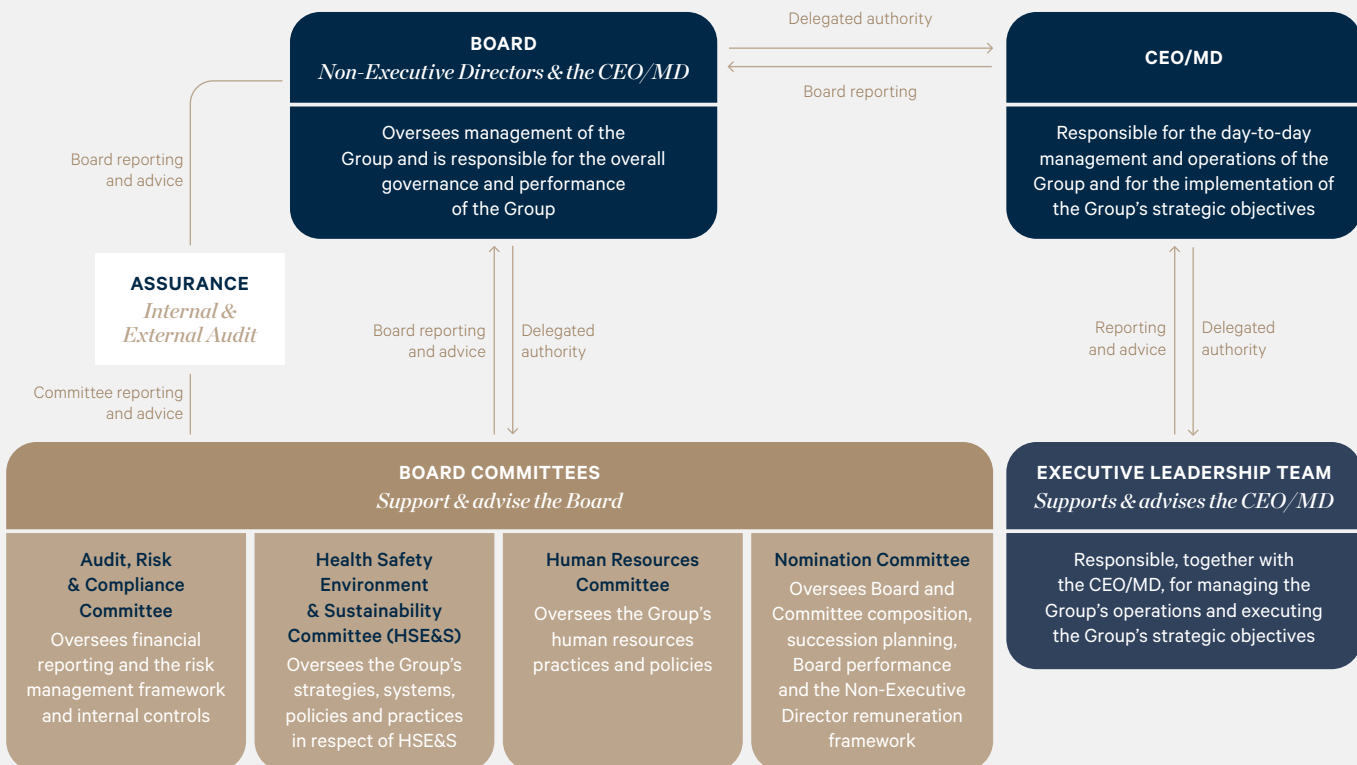 BOARD
Non-Executive Directors & the CEO/MD
Oversees management of the
Group and is responsible for the overall
governance and performance
of the Group
Delegated authority
Board reporting
CEO/MD
Responsible for the day-to-day
management and operations of the
Group and for the implementation of
the Group’s strategic objectives
Board reporting
and advice
ASSURANCE
Internal &
External Audit
Committee reporting
and advice
Board reporting
and advice
Delegated
authority
Reporting
and advice
Delegated
authority
BOARD COMMITTEES
Support & advise the Board
Audit, Risk
& Compliance
Committee
Oversees financial
reporting and the risk
management framework
and internal controls
Health Safety
Environment
& Sustainability
Committee (HSE&S)
Oversees the Group’s
strategies, systems,
policies and practices
in respect of HSE&S
Human Resources
Committee
Oversees the Group’s
human resources
practices and policies
Nomination Committee
Oversees Board and
Committee composition,
succession planning,
Board performance
and the Non-Executive
Director remuneration
framework
EXECUTIVE LEADERSHIP TEAM
Supports & advises the CEO/MD
Responsible, together with
the CEO/MD, for managing the
Group’s operations and executing
the Group’s strategic objectives